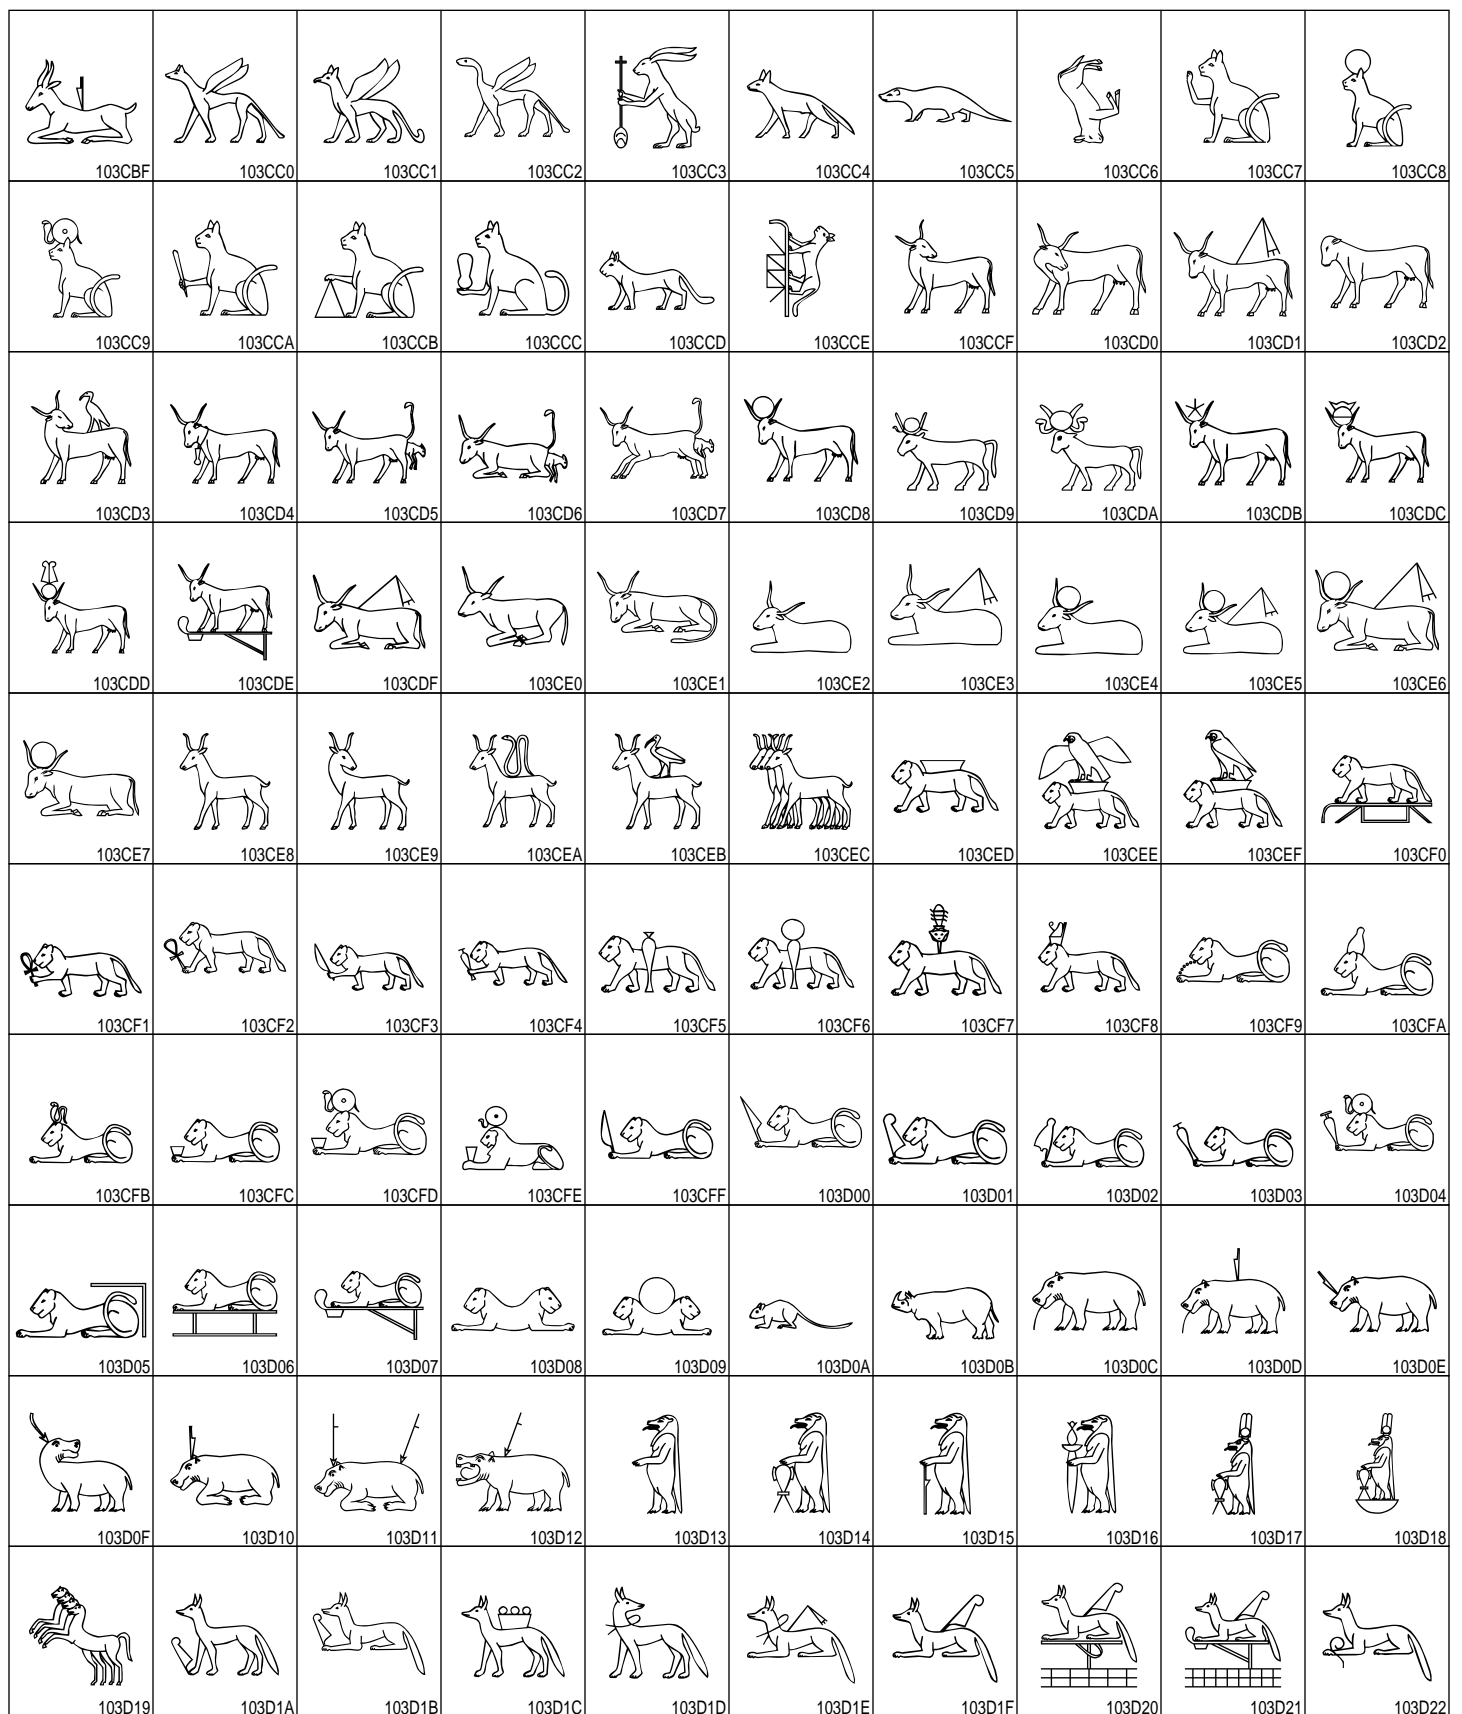 103CBF 103CC0 103CC1 103CC2 103CC3 103CC4 103CC5 103CC6 103CC7 103CC8
103CC9 103CCA 103CCB 103CCC 103CCD 103CCE 103CCF 103CD0 103CD1 103CD2
103CD3 103CD4 103CD5 103CD6 103CD7 103CD8 103CD9 103CDA 103CDB 103CDC
103CDD 103CDE 103CDF 103CE0 103CE1 103CE2 103CE3 103CE4 103CE5 103CE6
103CE7 103CE8 103CE9 103CEA 103CEB 103CEC 103CED 103CEE 103CEF 103CF0
103CF1 103CF2 103CF3 103CF4 103CF5 103CF6 103CF7 103CF8 103CF9 103CFA
103CFB 103CFC 103CFD 103CFE 103CFF 103D00 103D01 103D02 103D03 103D04
103D05 103D06 103D07 103D08 103D09 103D0A 103D0B 103D0C 103D0D 103D0E
103D0F 103D10 103D11 103D12 103D13 103D14 103D15 103D16 103D17 103D18
103D19 103D1A 103D1B 103D1C 103D1D 103D1E 103D1F 103D20 103D21 103D22